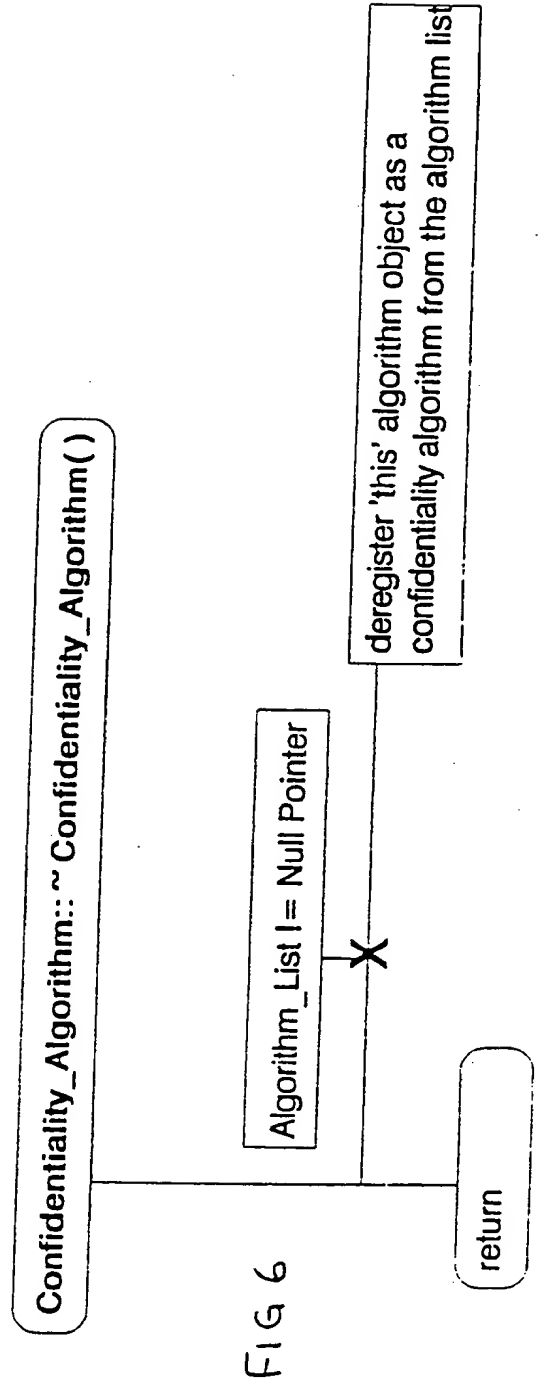 Confidentiality_Algorithm:: ~ Confidentiality_Algorithm( )
Algorithm_List != Null Pointer
deregister 'this' algorithm object as a
confidentiality algorithm from the algorithm list
return
FIG 6